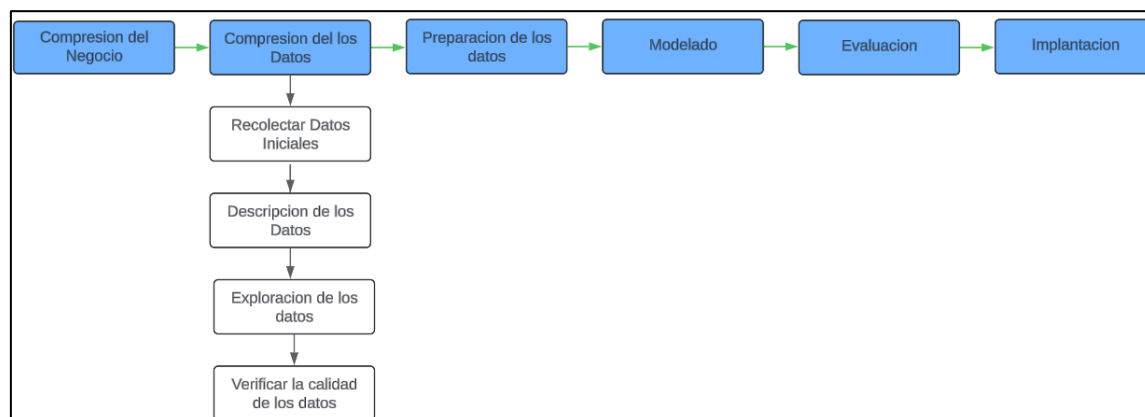 Compresion del
Negocio
Compresion del los
Datos
Preparacion de los
datos
Modelado
Evaluacion
Implantacion
Recolectar Datos
Iniciales
Descripcion de los
Datos
Exploracion de los
datos
Verificar la calidad
de los datos